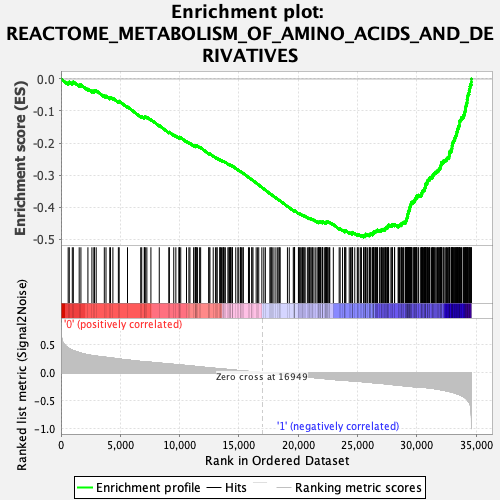 Enrichment plot:
REACTOME_METABOLISM_OF_AMINO_ACIDS_AND_DE
RIVATIVES
Enrichment score (ES)
0.0
-0.1
-0.2
-0.3
-0.4
-0.5
'0' (positively correlated)
Ranked list metric (Signal2Noise)
0.5
0.0
-0.5
-1.0
Zero cross at 16949
'1' (negatively correlated)
0
5,000
10,000
15,000
20,000
25,000
30,000
35,000
Rank in Ordered Dataset
Enrichment profile
Hits
Ranking metric scores